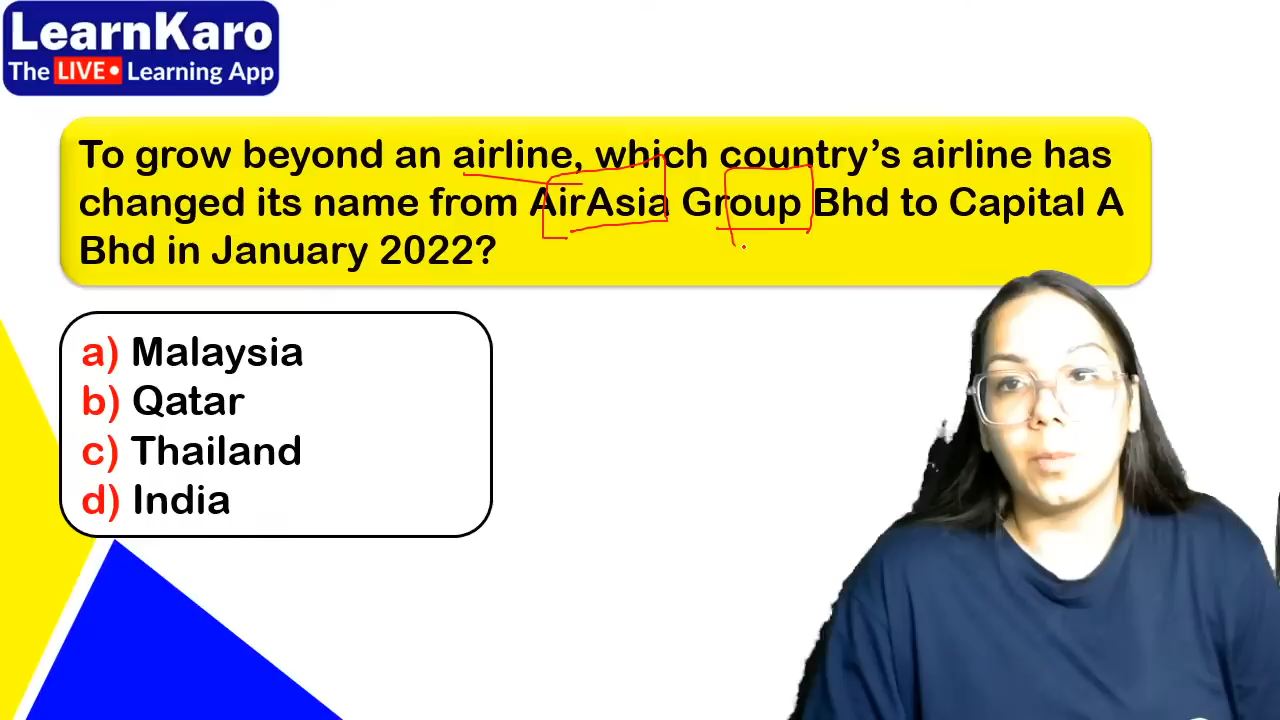 LearnKaro
The LIVE• Learning App
To grow beyond an airline, which country’s airline has
changed its name from AirAsia Group Bhd to Capital A
Bhd in January 2022?
a) Malaysia
b) Qatar
c) Thailand
d) India